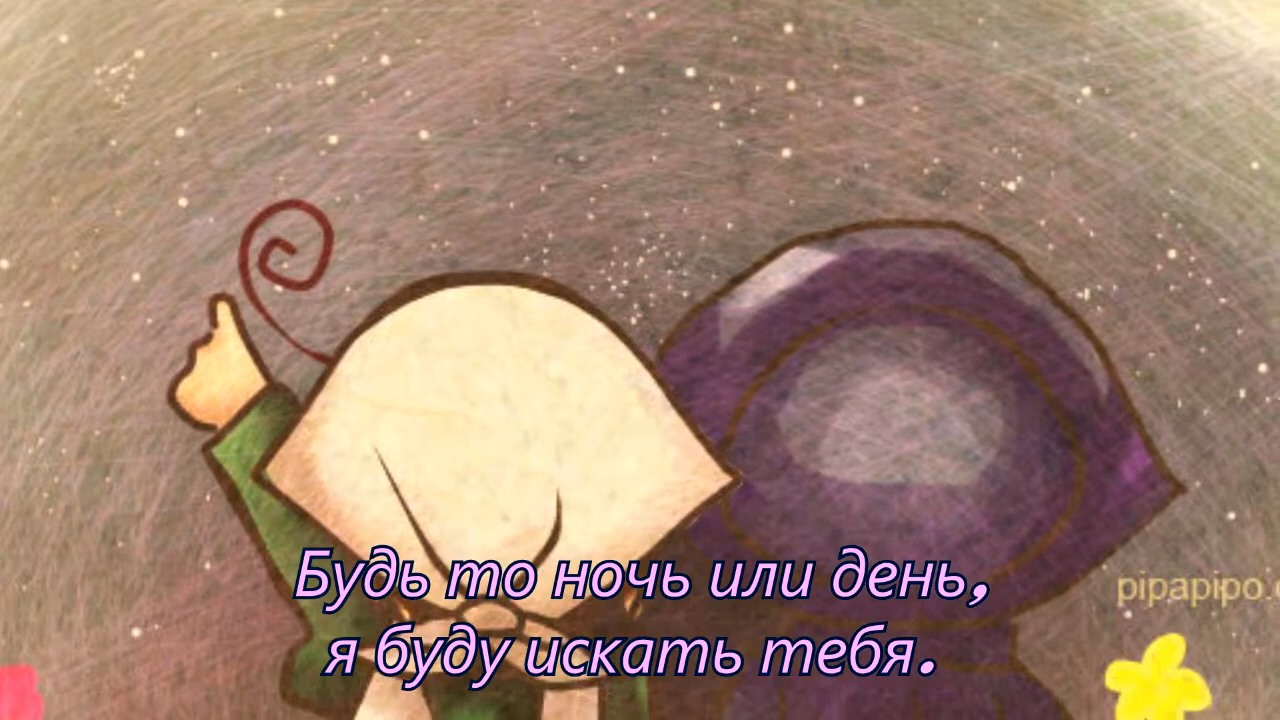 pipapipo.
Будь то ночь или день,
я буду искать тебя.